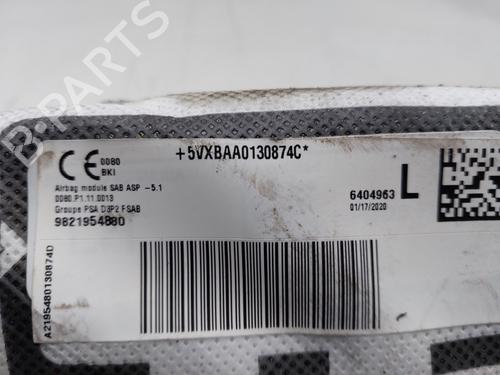 +5VXBAA0130874C*
CE 0080
BKI
Airbag module SAB ASP -5.1
0080.P1.11.0013
Groupe PSA D3P2 FSAB
9821954880
6404963 L
01/17/2020
A2195480130874D
B-PARTS